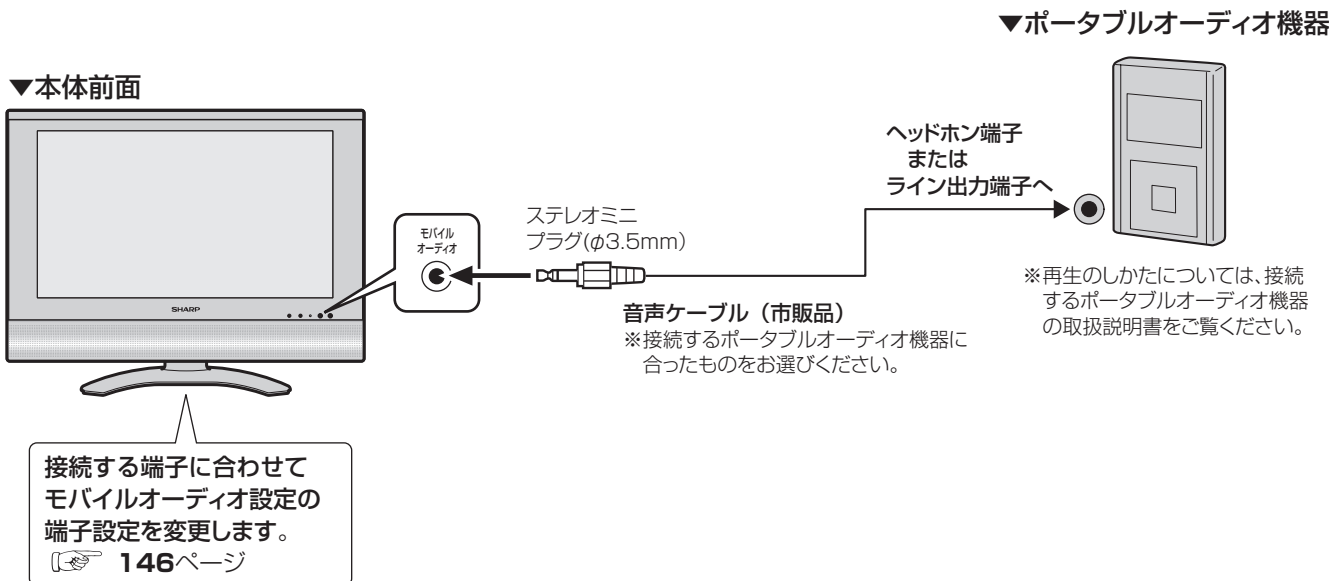 ▼ポータブルオーディオ機器
▼本体前面
ヘッドホン端子
または
ライン出力端子へ
モバイル
オーディオ
ステレオミニ
プラグ(φ3.5mm)
SHARP
音声ケーブル（市販品）
※接続するポータブルオーディオ機器に
合ったものをお選びください。
※再生のしかたについては、接続
するポータブルオーディオ機器
の取扱説明書をご覧ください。
接続する端子に合わせて
モバイルオーディオ設定の
端子設定を変更します。
146ページ